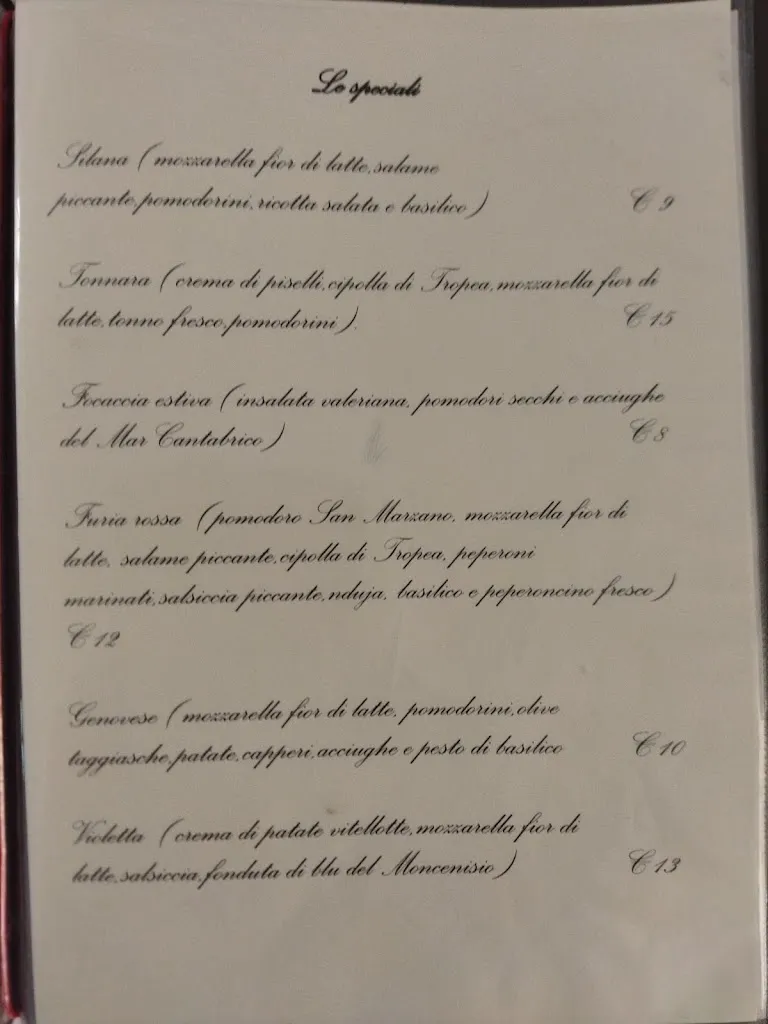 Le speciali
Silana (mozzarella fior di latte,salame
piccante,pomodorini,ricotta salata e basilico)
€ 9
Tonnara (crema di piselli,cipolla di Tropea,mozzarella fior di
latte,tonno fresco,pomodorini).
€ 15
Focaccia estiva (insalata valeriana, pomodori secchi e acciughe
del Mar Cantabrico)
€ 8
Furia rossa (pomodoro San Marzano, mozzarella fior di
latte, salame piccante,cipolla di Tropea, peperoni
marinati,salsiccia piccante,nduja, basilico e peperoncino fresco)
€ 12
Genovese (mozzarella fior di latte, pomodorini,olive
taggiasche,patate,capperi,acciughe e pesto di basilico
€ 10
Violetta (crema di patate vitellotte,mozzarella fior di
latte,salsiccia,fonduta di blu del Moncenisio)
€ 13